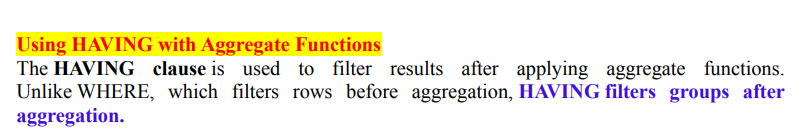 Using HAVING with Aggregate Functions
The HAVING clause is used to filter results after applying aggregate functions.
Unlike WHERE, which filters rows before aggregation, HAVING filters groups after
aggregation.